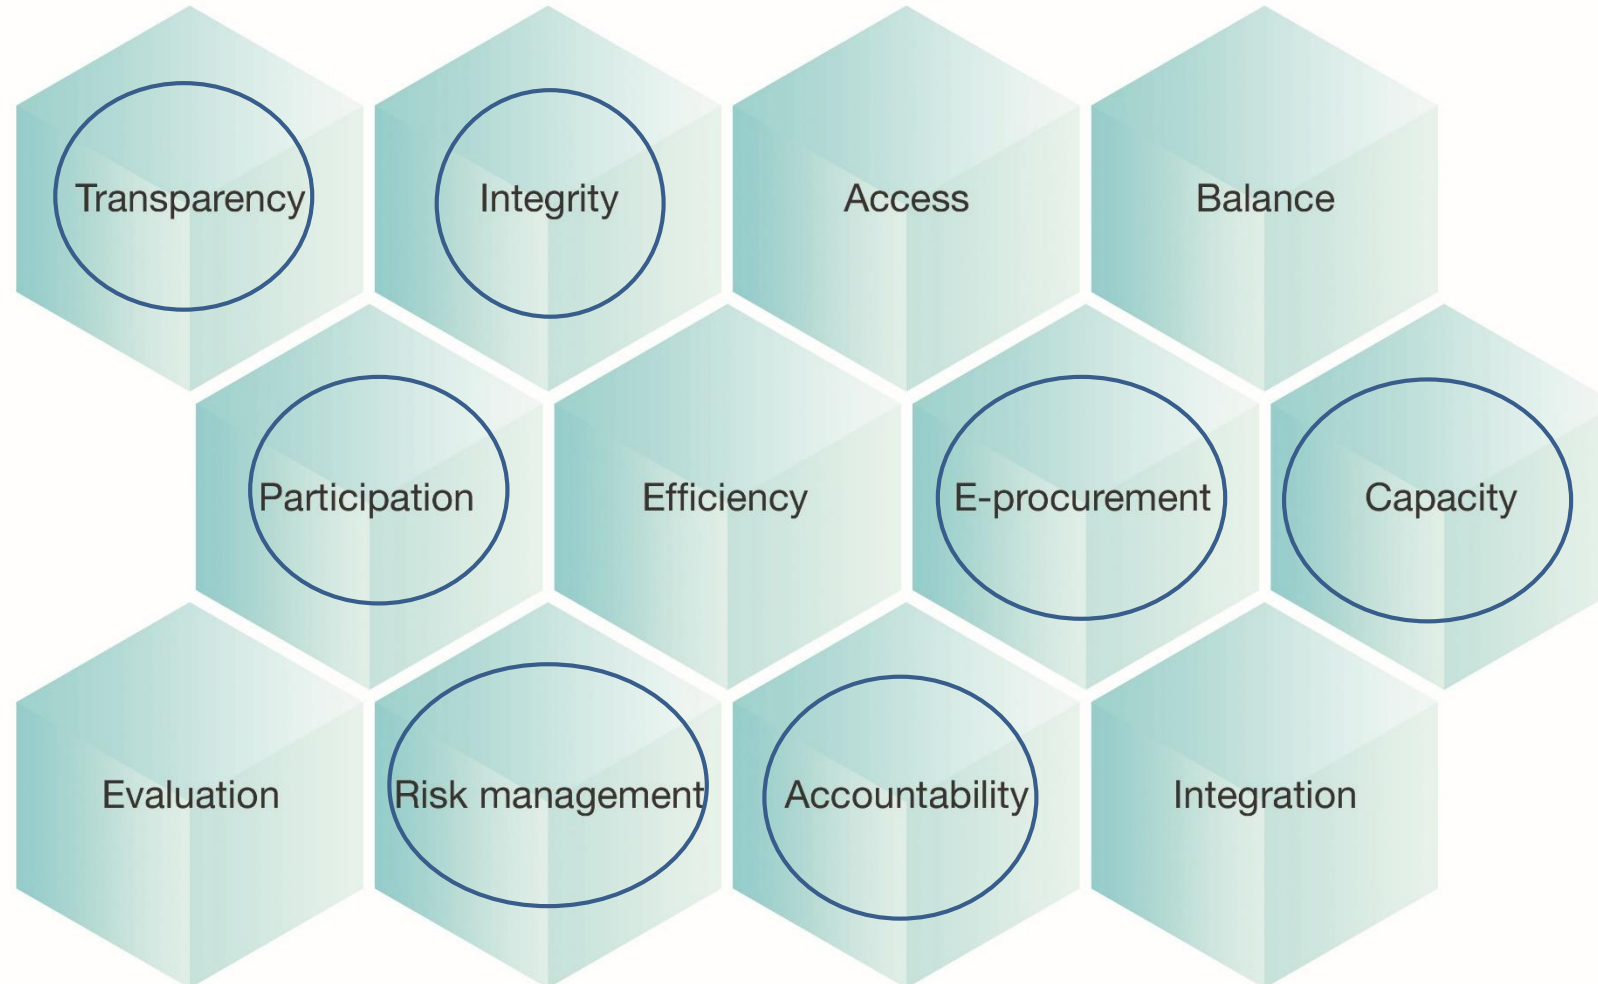 Transparency
Integrity
Access
Balance
Participation
Efficiency
E-procurement
Capacity
Evaluation
Risk management
Accountability
Integration